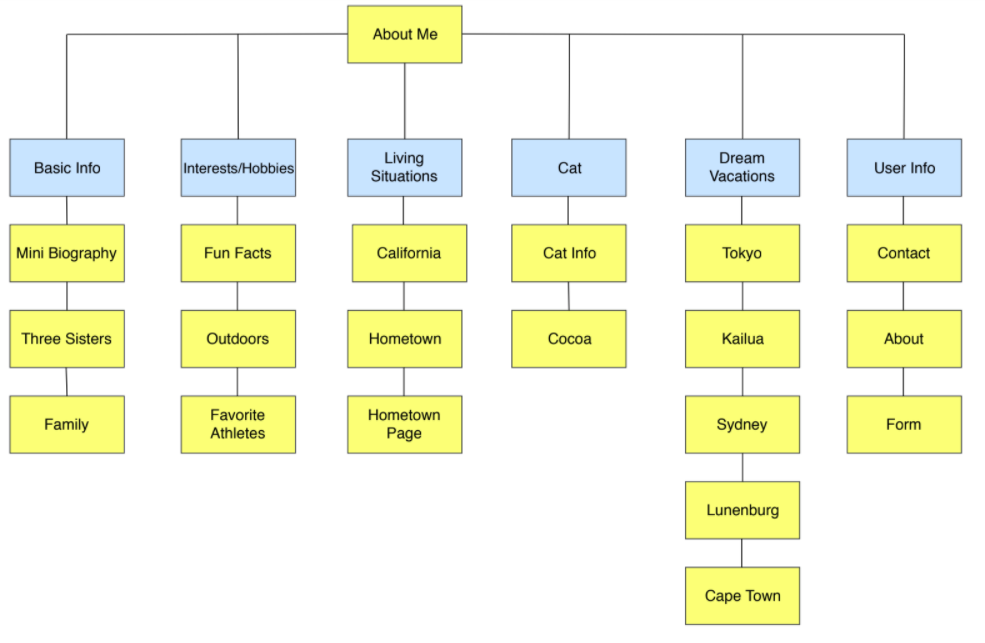 About Me
Basic Info
Interests/Hobbies
Living
Situations
Cat
Dream
Vacations
User Info
Mini Biography
Fun Facts
California
Cat Info
Tokyo
Contact
Three Sisters
Outdoors
Hometown
Cocoa
Kailua
About
Family
Favorite
Athletes
Hometown
Page
Sydney
Form
Lunenburg
Cape Town